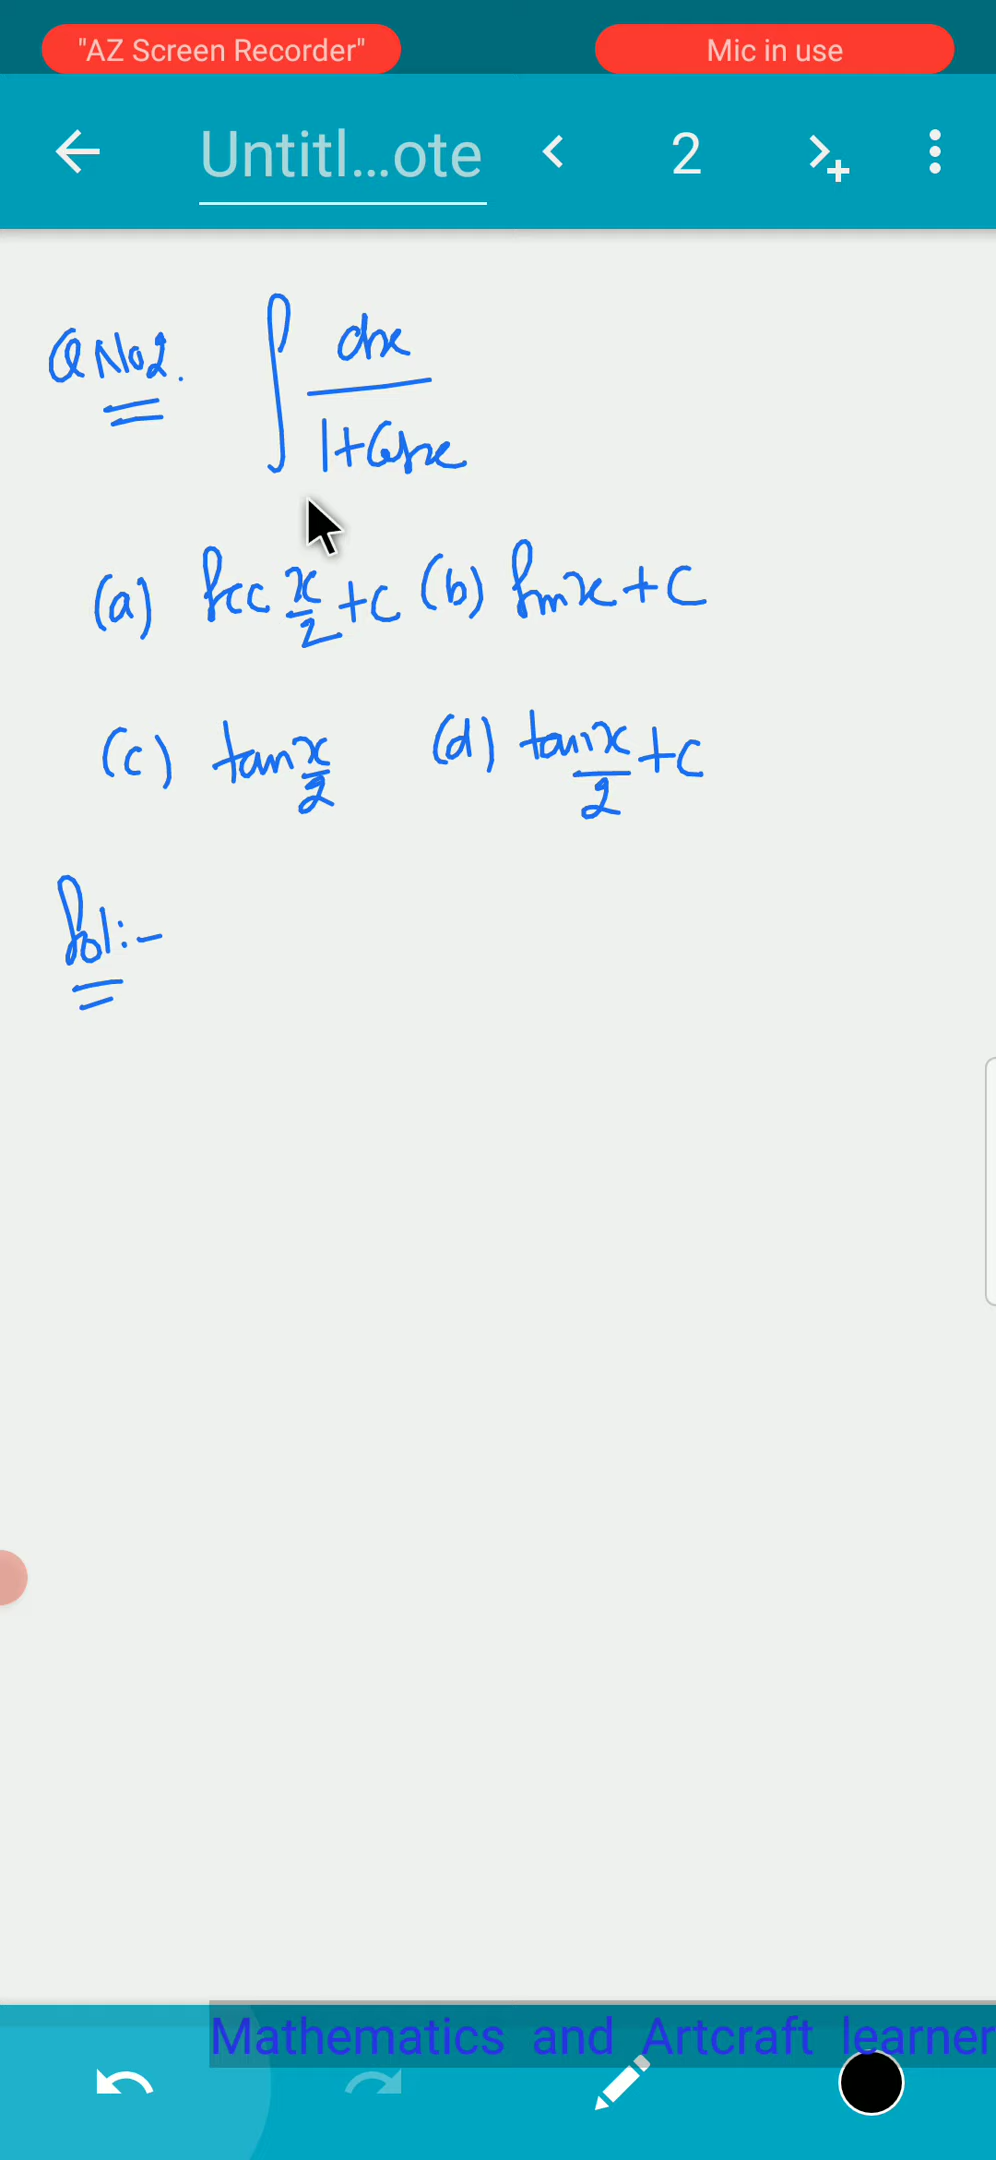 "AZ Screen Recorder" Mic in use
Untitl...ote 2
Q No2. ∫ dx / 1+Cosx
(a) Sec x/2 +C (b) Sinx+C
(c) tan x/2 (d) tan x/2 +C
Sol:-
Mathematics and Artcraft learner